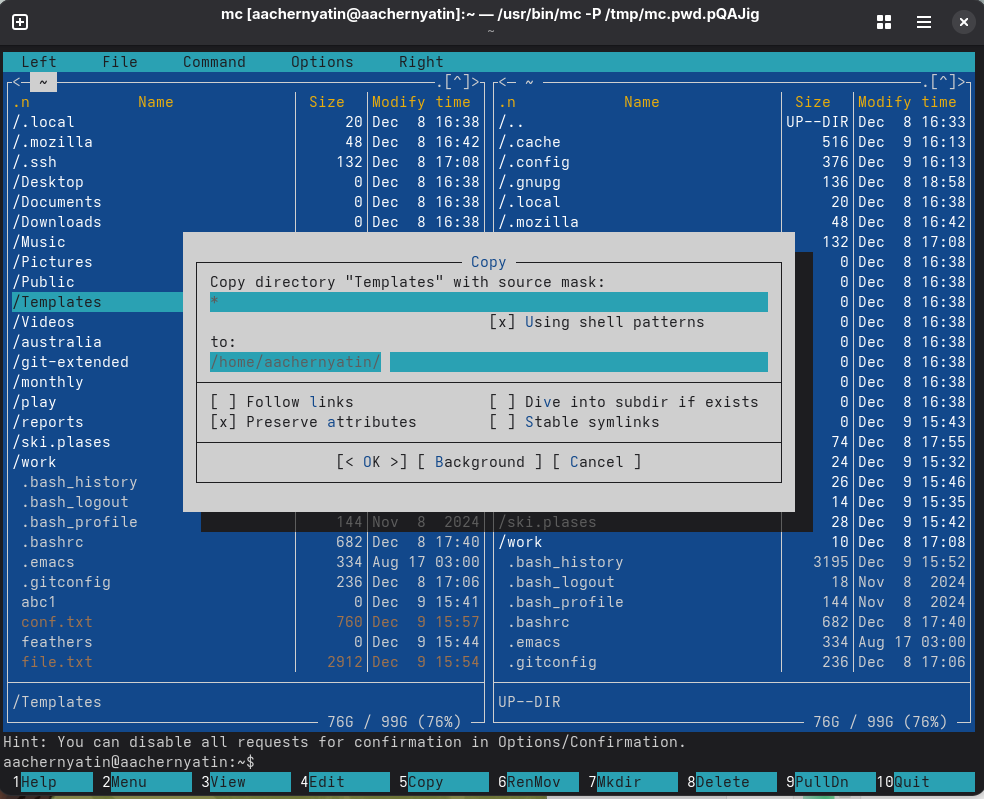 mc [aachernyatin@aachernyatin]:~ — /usr/bin/mc -P /tmp/mc.pwd.pQAJig
~
Left File Command Options Right
<─ ~ .[^]> <─ ~ .[^]>
.n Name Size Modify time .n Name Size Modify time
/.local 20 Dec 8 16:38 /.. UP--DIR Dec 8 16:33
/.mozilla 48 Dec 8 16:42 /.cache 516 Dec 9 16:13
/.ssh 132 Dec 8 17:08 /.config 376 Dec 9 16:13
/Desktop 0 Dec 8 16:38 /.gnupg 136 Dec 8 18:58
/Documents 0 Dec 8 16:38 /.local 20 Dec 8 16:38
/Downloads 0 Dec 8 16:38 /.mozilla 48 Dec 8 16:42
/Music 132 Dec 8 17:08
/Pictures Copy 0 Dec 8 16:38
/Public Copy directory "Templates" with source mask: 0 Dec 8 16:38
/Templates * 0 Dec 8 16:38
/Videos [x] Using shell patterns 0 Dec 8 16:38
/australia to: 0 Dec 8 16:38
/git-extended /home/aachernyatin/ 0 Dec 8 16:38
/monthly 0 Dec 8 16:38
/play [ ] Follow links [ ] Dive into subdir if exists 0 Dec 8 16:38
/reports [x] Preserve attributes [ ] Stable symlinks 0 Dec 9 15:43
/ski.plases 74 Dec 8 17:55
/work [< OK >] [ Background ] [ Cancel ] 24 Dec 9 15:32
.bash_history 26 Dec 9 15:46
.bash_logout 14 Dec 9 15:35
.bash_profile 144 Nov 8 2024 /ski.plases 28 Dec 9 15:42
.bashrc 682 Dec 8 17:40 /work 10 Dec 8 17:08
.emacs 334 Aug 17 03:00 .bash_history 3195 Dec 9 15:52
.gitconfig 236 Dec 8 17:06 .bash_logout 18 Nov 8 2024
abc1 0 Dec 9 15:41 .bash_profile 144 Nov 8 2024
conf.txt 760 Dec 9 15:57 .bashrc 682 Dec 8 17:40
feathers 0 Dec 9 15:44 .emacs 334 Aug 17 03:00
file.txt 2912 Dec 9 15:54 .gitconfig 236 Dec 8 17:06
/Templates UP--DIR
76G / 99G (76%) 76G / 99G (76%)
Hint: You can disable all requests for confirmation in Options/Confirmation.
aachernyatin@aachernyatin:~$
1Help 2Menu 3View 4Edit 5Copy 6RenMov 7Mkdir 8Delete 9PullDn 10Quit